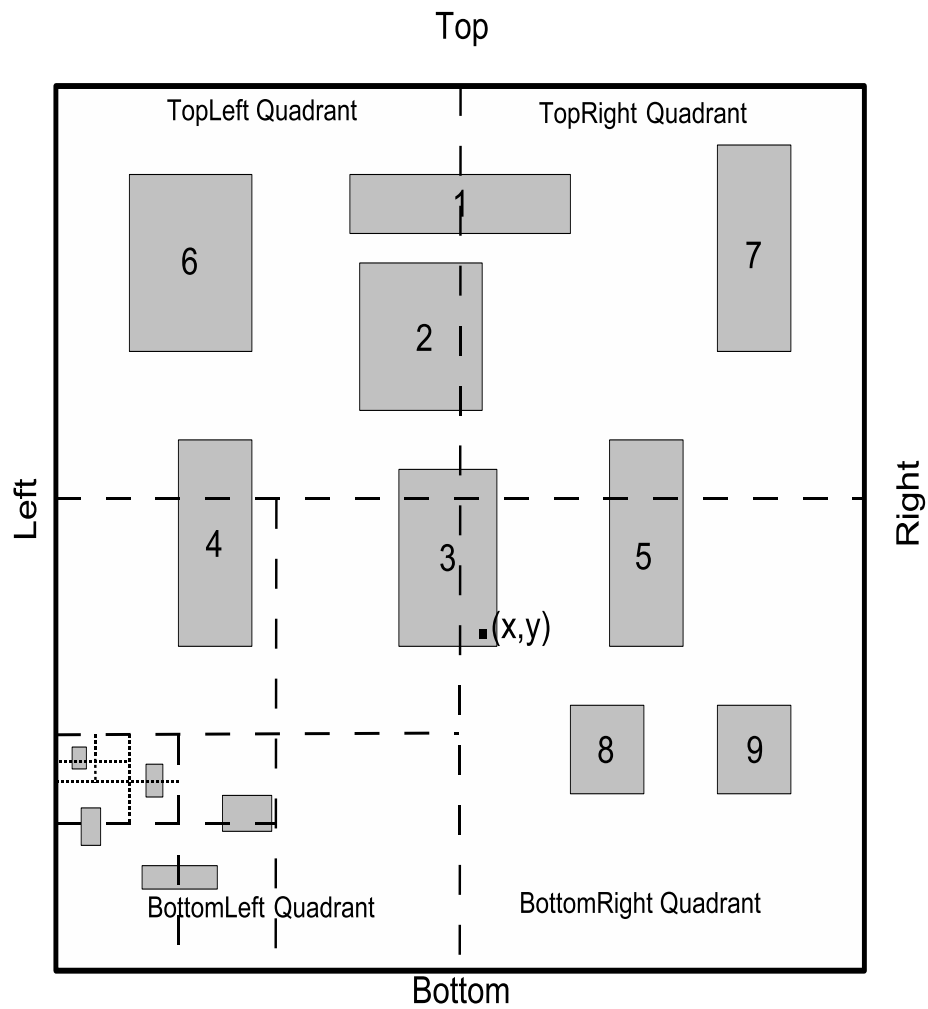 Top
TopLeft Quadrant
TopRight Quadrant
1
6
7
2
Left
Right
4
3
5
(x,y)
8
9
BottomLeft Quadrant
BottomRight Quadrant
Bottom